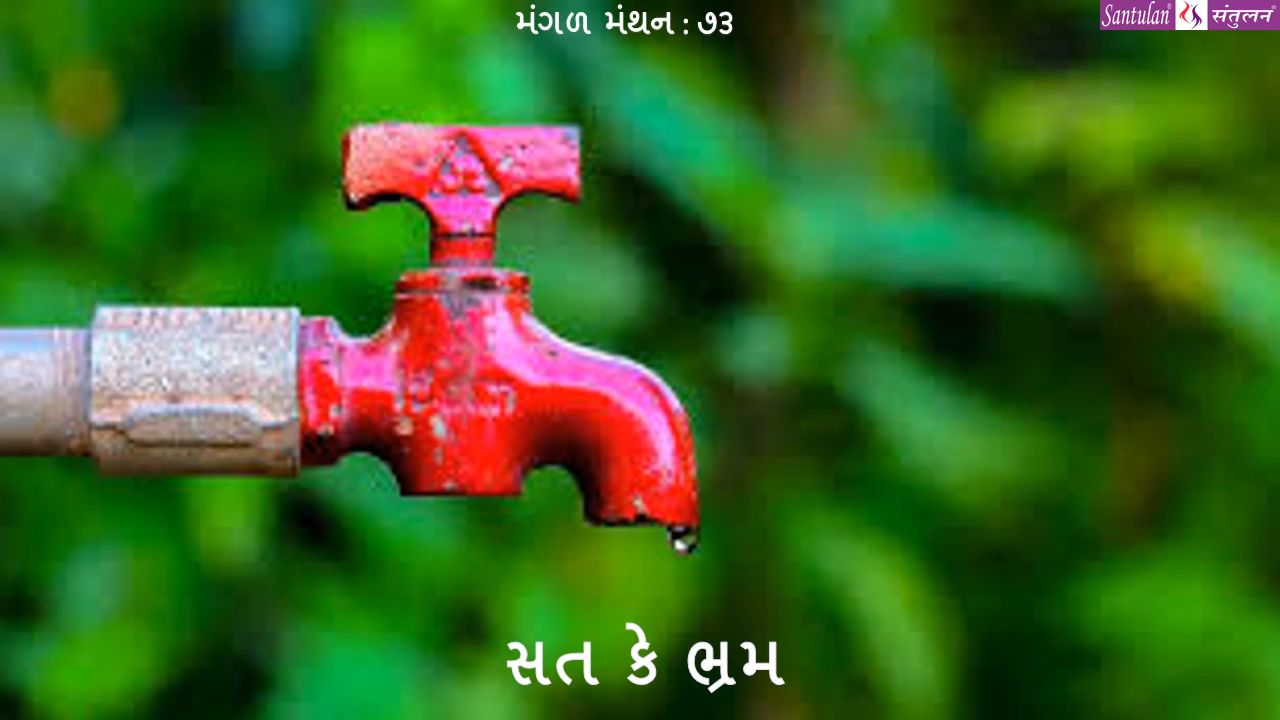 મંગળ મંથન : ૭૩
Santulan® સંતુલન®
સત કે ભ્રમ